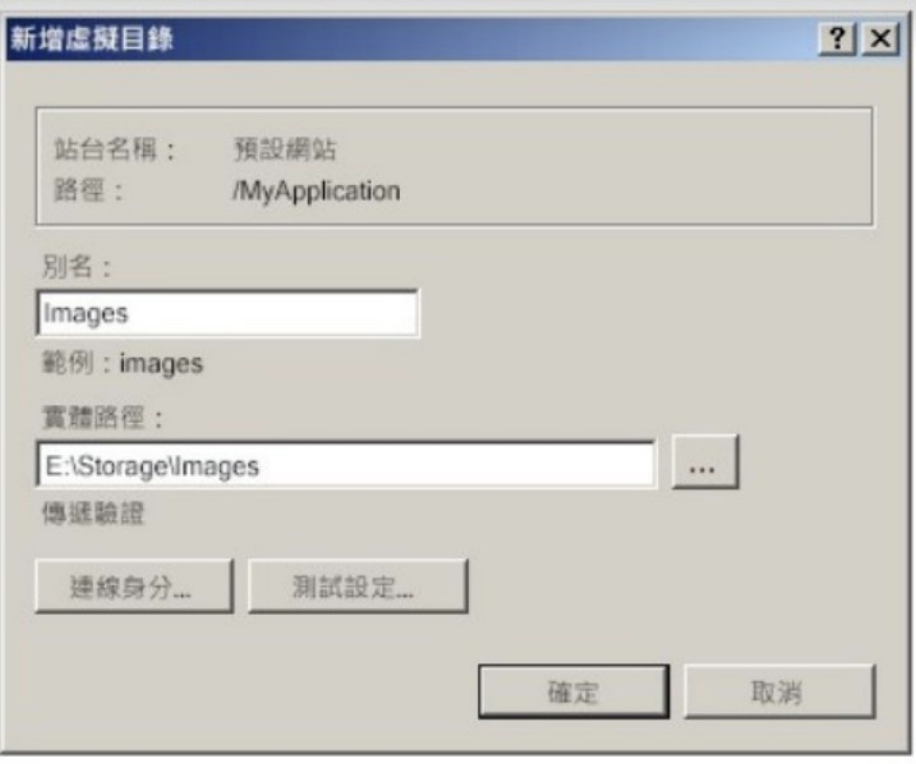 新增虛擬目錄
站台名稱： 預設網站
路徑： /MyApplication
別名：
Images
範例：images
實體路徑：
E:\Storage\Images
...
傳遞驗證
連線身分... 測試設定...
確定 取消